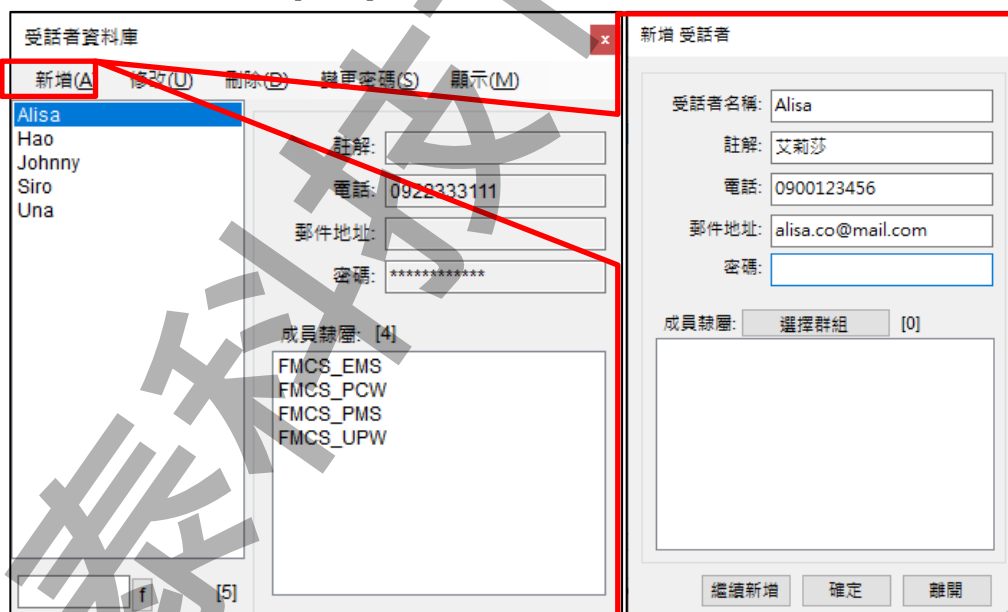 受話者資料庫
x
新增(A)
修改(U)
刪除(D)
變更密碼(S)
顯示(M)
Alisa
Hao
Johnny
Siro
Una
註解:
電話: 0922333111
郵件地址:
密碼: ************
成員隸屬: [4]
FMCS_EMS
FMCS_PCW
FMCS_PMS
FMCS_UPW
f
[5]
新增 受話者
受話者名稱: Alisa
註解: 艾莉莎
電話: 0900123456
郵件地址: alisa.co@mail.com
密碼:
成員隸屬: 選擇群組 [0]
繼續新增 確定 離開
泰科技